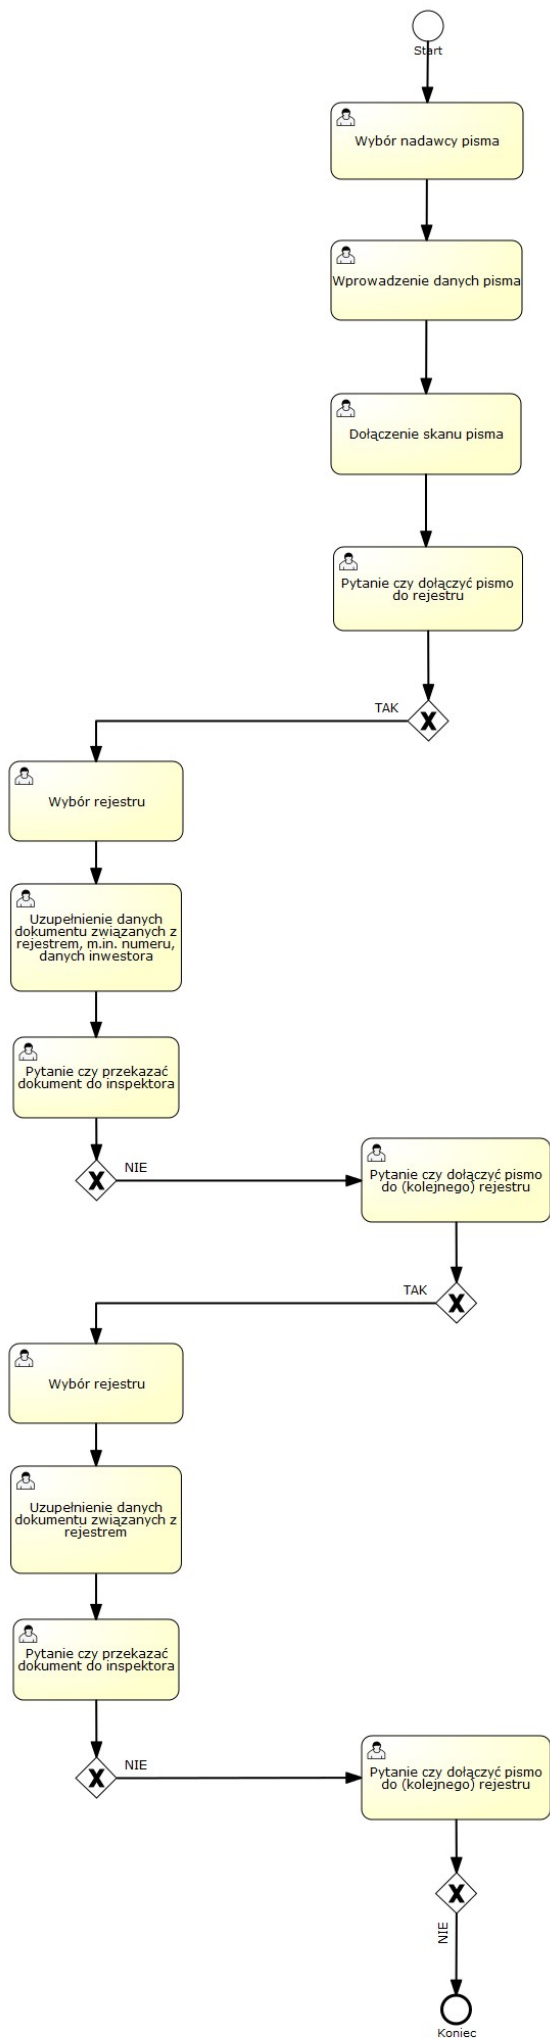 Start
Wybór nadawcy pisma
Wprowadzenie danych pisma
Dołączenie skanu pisma
Pytanie czy dołączyć pismo
do rejestru
TAK
Wybór rejestru
Uzupełnienie danych
dokumentu związanych z
rejestrem, m.in. numeru,
danych inwestora
Pytanie czy przekazać
dokument do inspektora
NIE
Pytanie czy dołączyć pismo
do (kolejnego) rejestru
TAK
Wybór rejestru
Uzupełnienie danych
dokumentu związanych z
rejestrem
Pytanie czy przekazać
dokument do inspektora
NIE
Pytanie czy dołączyć pismo
do (kolejnego) rejestru
NIE
Koniec